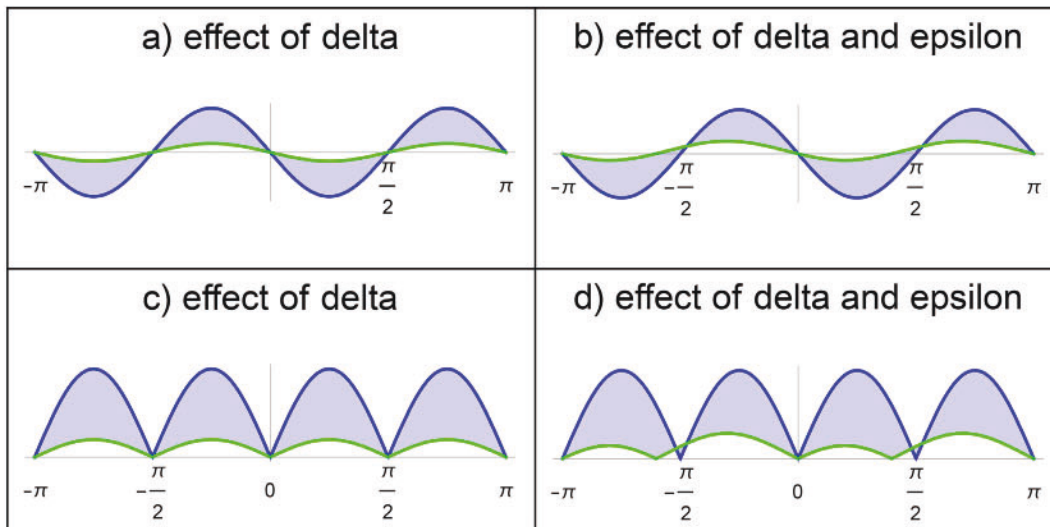 a) effect of delta
-π
π
2
π
b) effect of delta and epsilon
-π
-π
2
π
2
π
c) effect of delta
-π
-π
2
0
π
2
π
d) effect of delta and epsilon
-π
-π
2
0
π
2
π